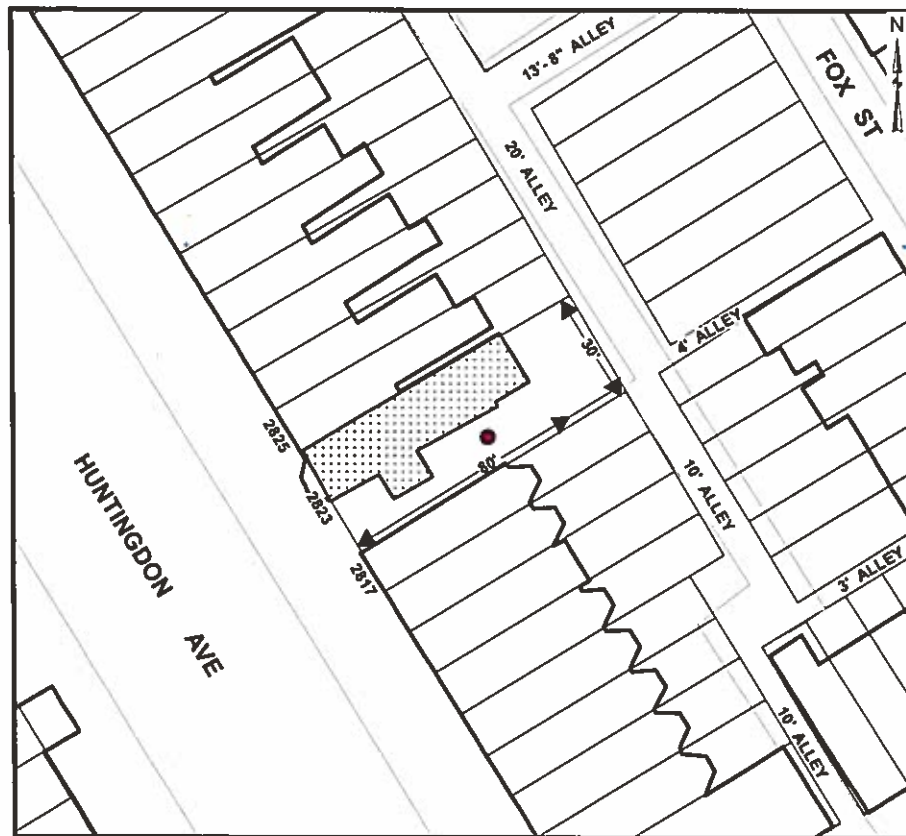 N
13'-8" ALLEY
FOX ST
20' ALLEY
4' ALLEY
30'
2825
80'
2823
10' ALLEY
HUNTINGDON
AVE
2817
3' ALLEY
10' ALLEY